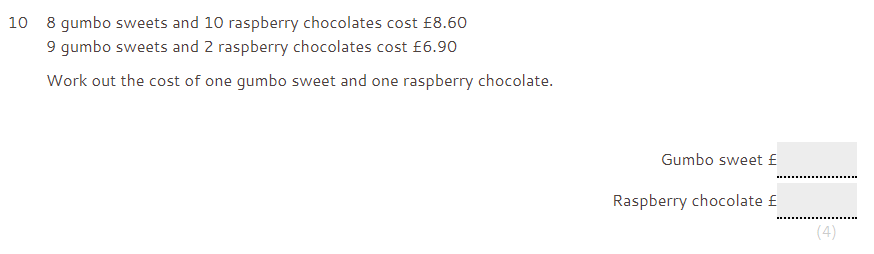 10 8 gumbo sweets and 10 raspberry chocolates cost £8.60
9 gumbo sweets and 2 raspberry chocolates cost £6.90
Work out the cost of one gumbo sweet and one raspberry chocolate.
Gumbo sweet £
Raspberry chocolate £
(4)